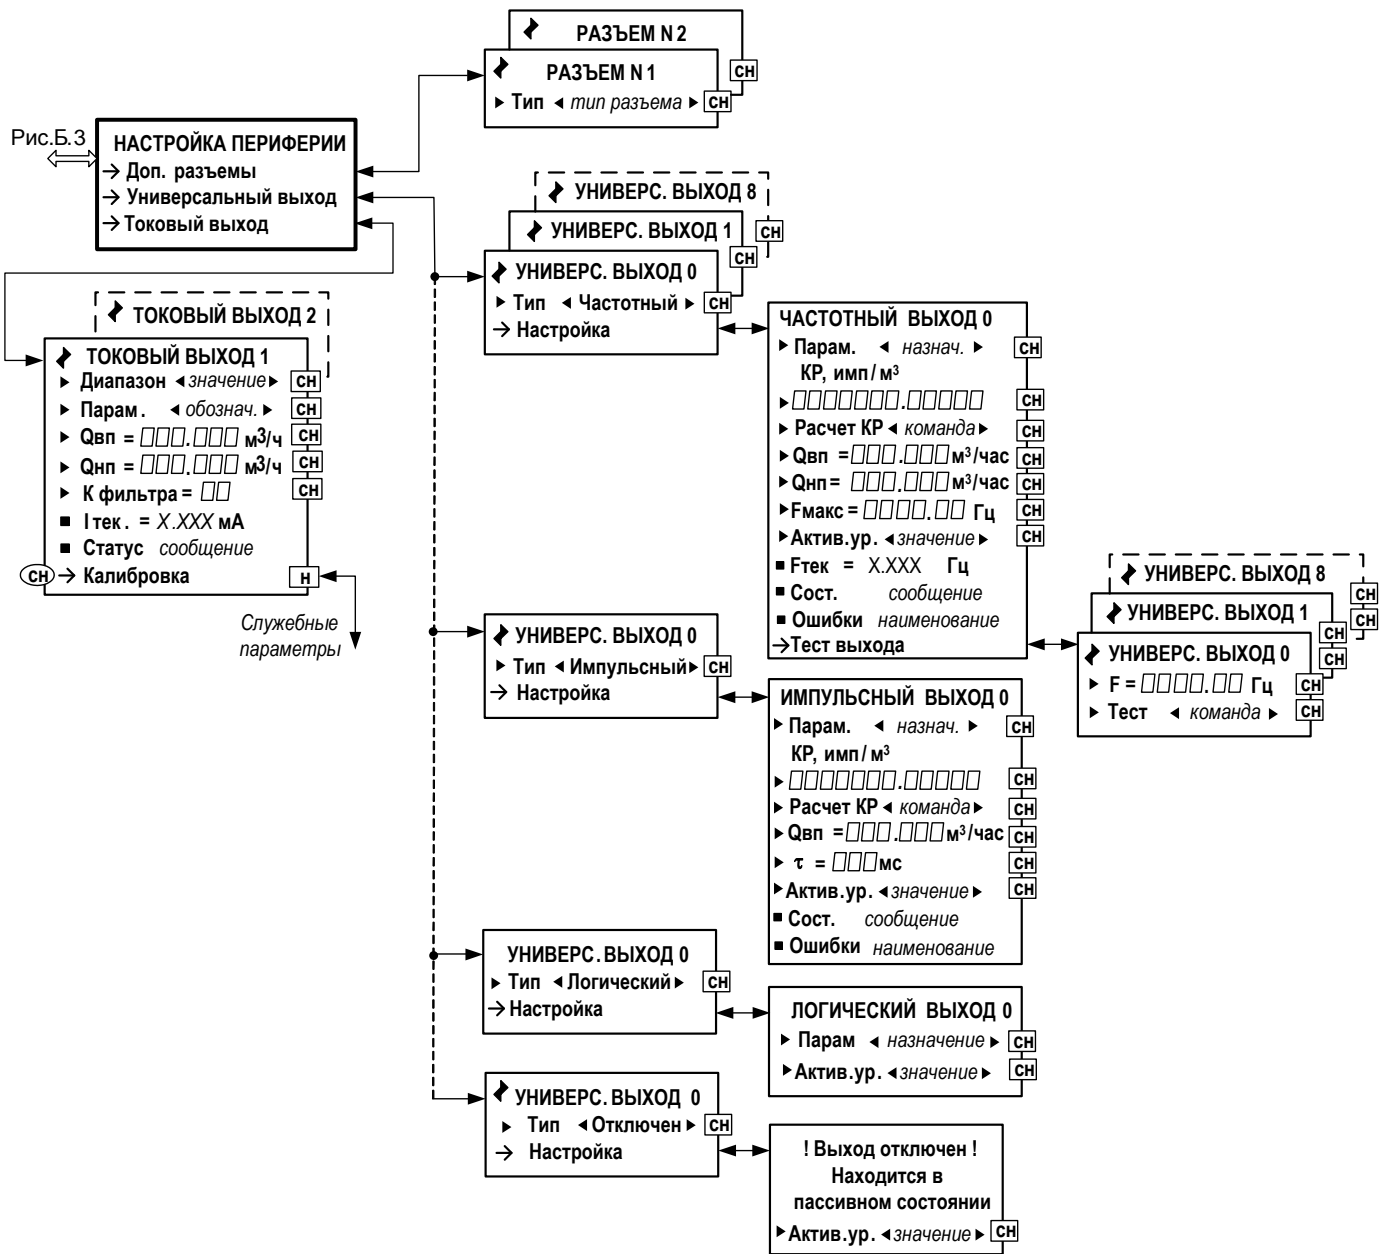 РАЗЪЕМ N 2
СН
РАЗЪЕМ N 1
Тип тип разъема СН
Рис.Б.3
НАСТРОЙКА ПЕРИФЕРИИ
Доп. разъемы
Универсальный выход
Токовый выход
ТОКОВЫЙ ВЫХОД 2
ТОКОВЫЙ ВЫХОД 1
Диапазон значение СН
Парам. обознач. СН
Qвп = □□□.□□□ м3/ч СН
Qнп = □□□.□□□ м3/ч СН
К фильтра = □□ СН
I тек. = X.XXX мА
Статус сообщение
СН Калибровка Н
Служебные
параметры
УНИВЕРС. ВЫХОД 8
СН
УНИВЕРС. ВЫХОД 1
СН
УНИВЕРС. ВЫХОД 0
Тип Частотный СН
Настройка
ЧАСТОТНЫЙ ВЫХОД 0
Парам. назнач. СН
КР, имп/м³
□□□□□□□.□□□□□ СН
Расчет КР команда СН
Qвп = □□□.□□□ м³/час СН
Qнп = □□□.□□□ м³/час СН
Fмакс = □□□□.□□ Гц СН
Актив.ур. значение СН
Fтек = X.XXX Гц
Сост. сообщение
Ошибки наименование
Тест выхода
УНИВЕРС. ВЫХОД 8
СН
СН
УНИВЕРС. ВЫХОД 1
СН
СН
УНИВЕРС. ВЫХОД 0
F = □□□□.□□ Гц СН
Тест команда СН
УНИВЕРС. ВЫХОД 0
Тип Импульсный СН
Настройка
ИМПУЛЬСНЫЙ ВЫХОД 0
Парам. назнач. СН
КР, имп/м³
□□□□□□□.□□□□□ СН
Расчет КР команда СН
Qвп = □□□.□□□ м³/час СН
τ = □□□ мс СН
Актив.ур. значение СН
Сост. сообщение
Ошибки наименование
УНИВЕРС. ВЫХОД 0
Тип Логический СН
Настройка
ЛОГИЧЕСКИЙ ВЫХОД 0
Парам назначение СН
Актив.ур. значение СН
УНИВЕРС. ВЫХОД 0
Тип Отключен СН
Настройка
! Выход отключен !
Находится в
пассивном состоянии
Актив.ур. значение СН